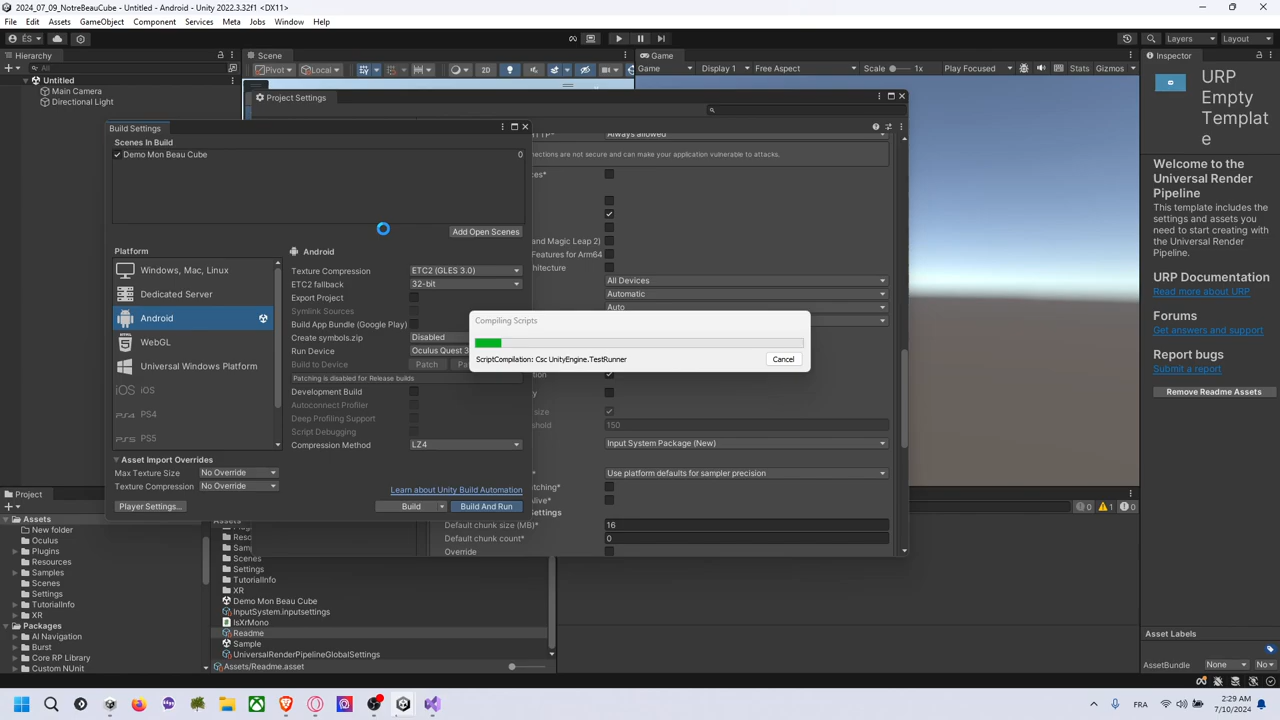 2024_07_09_NotreBeauCube - Untitled - Android - Unity 2022.3.32f1 <DX11>
File Edit Assets GameObject Component Services Meta Jobs Window Help
ÉS
Layers Layout
Hierarchy
All
Untitled
Main Camera
Directional Light
Scene
Pivot Local 2D
Game
Game Display 1 Free Aspect Scale 1x Play Focused Stats Gizmos
Inspector
URP
Empty
Templat
e
Welcome to the
Universal Render
Pipeline
This template includes the
settings and assets you
need to start creating with
the Universal Render
Pipeline.
URP Documentation
Read more about URP
Forums
Get answers and support
Report bugs
Submit a report
Remove Readme Assets
Asset Labels
AssetBundle None No
Project Settings
Always allowed
nnections are not secure and can make your application vulnerable to attacks.
ces*
and Magic Leap 2)
Features for Arm64
chitecture
All Devices
Automatic
Auto
150
Input System Package (New)
Use platform defaults for sampler precision
Settings
Default chunk size (MB)* 16
Default chunk count* 0
Override
Build Settings
Scenes In Build
Demo Mon Beau Cube 0
Add Open Scenes
Platform
Windows, Mac, Linux
Dedicated Server
Android
WebGL
Universal Windows Platform
iOS iOS
PS4 PS4
PS5 PS5
Android
Texture Compression ETC2 (GLES 3.0)
ETC2 fallback 32-bit
Export Project
Symlink Sources
Build App Bundle (Google Play)
Create symbols.zip Disabled
Run Device Oculus Quest 3
Build to Device Patch Pa
Patching is disabled for Release builds
Development Build
Autoconnect Profiler
Deep Profiling Support
Script Debugging
Compression Method LZ4
Asset Import Overrides
Max Texture Size No Override
Texture Compression No Override
Learn about Unity Build Automation
Player Settings... Build Build And Run
Compiling Scripts
ScriptCompilation: Csc UnityEngine.TestRunner
Cancel
Project
Assets
New folder
Oculus
Plugins
Resources
Samples
Scenes
Settings
TutorialInfo
XR
Packages
AI Navigation
Burst
Core RP Library
Custom NUnit
Scenes
Settings
TutorialInfo
XR
Demo Mon Beau Cube
InputSystem.inputsettings
IsXrMono
Readme
Sample
UniversalRenderPipelineGlobalSettings
Assets/Readme.asset
0 1 0
FRA
2:29 AM
7/10/2024